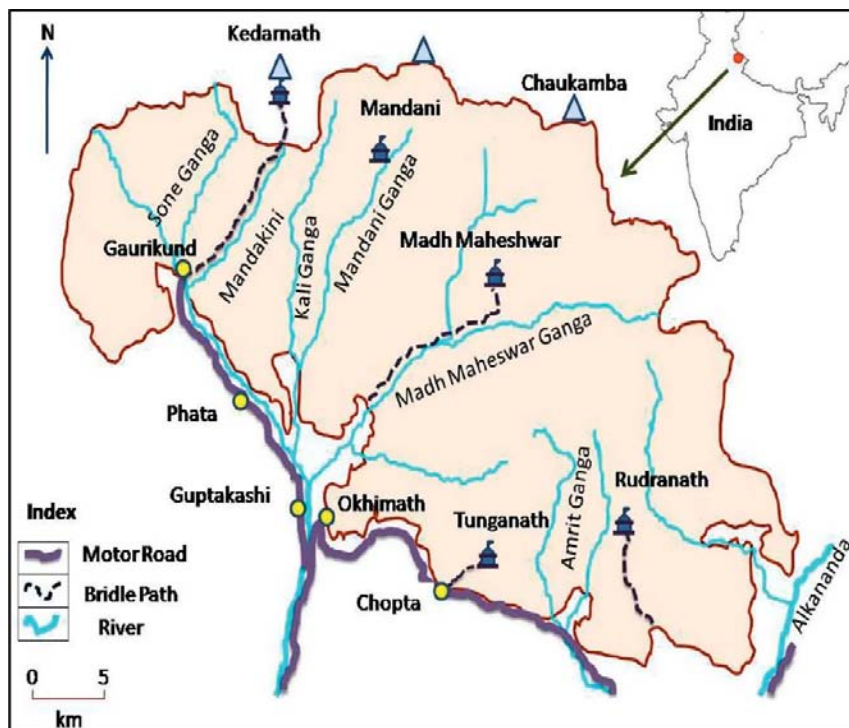 N
Kedarnath
Chaukamba
Mandani
India
Sone Ganga
Gaurikund
Mandakini
Kali Ganga
Mandani Ganga
Madh Maheshwar
Madh Maheswar Ganga
Phata
Guptakashi
Okhimath
Tunganath
Amrit Ganga
Rudranath
Chopta
Alkananda
Index
Motor Road
Bridle Path
River
0 5
km